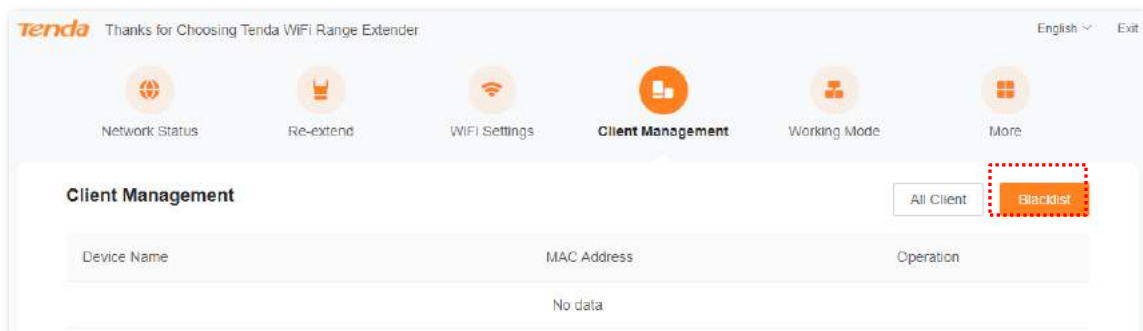 Tenda Thanks for Choosing Tenda WiFi Range Extender English Exit
Network Status Re-extend WiFi Settings Client Management Working Mode More
Client Management All Client Blacklist
Device Name MAC Address Operation
No data